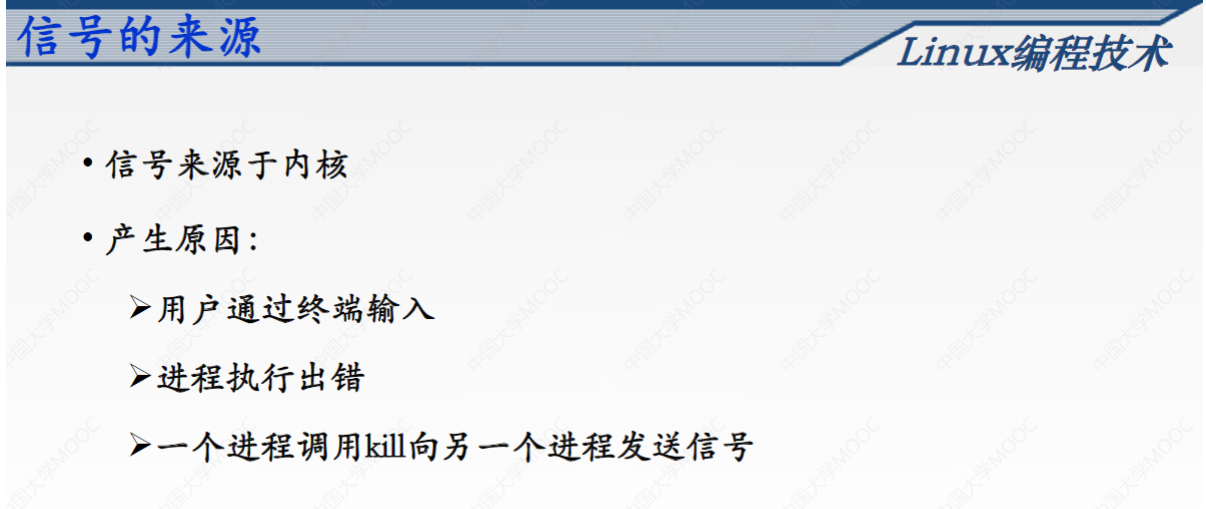 信号的来源
Linux编程技术
•信号来源于内核
•产生原因：
➢用户通过终端输入
➢进程执行出错
➢一个进程调用kill向另一个进程发送信号
中国大学MOOC